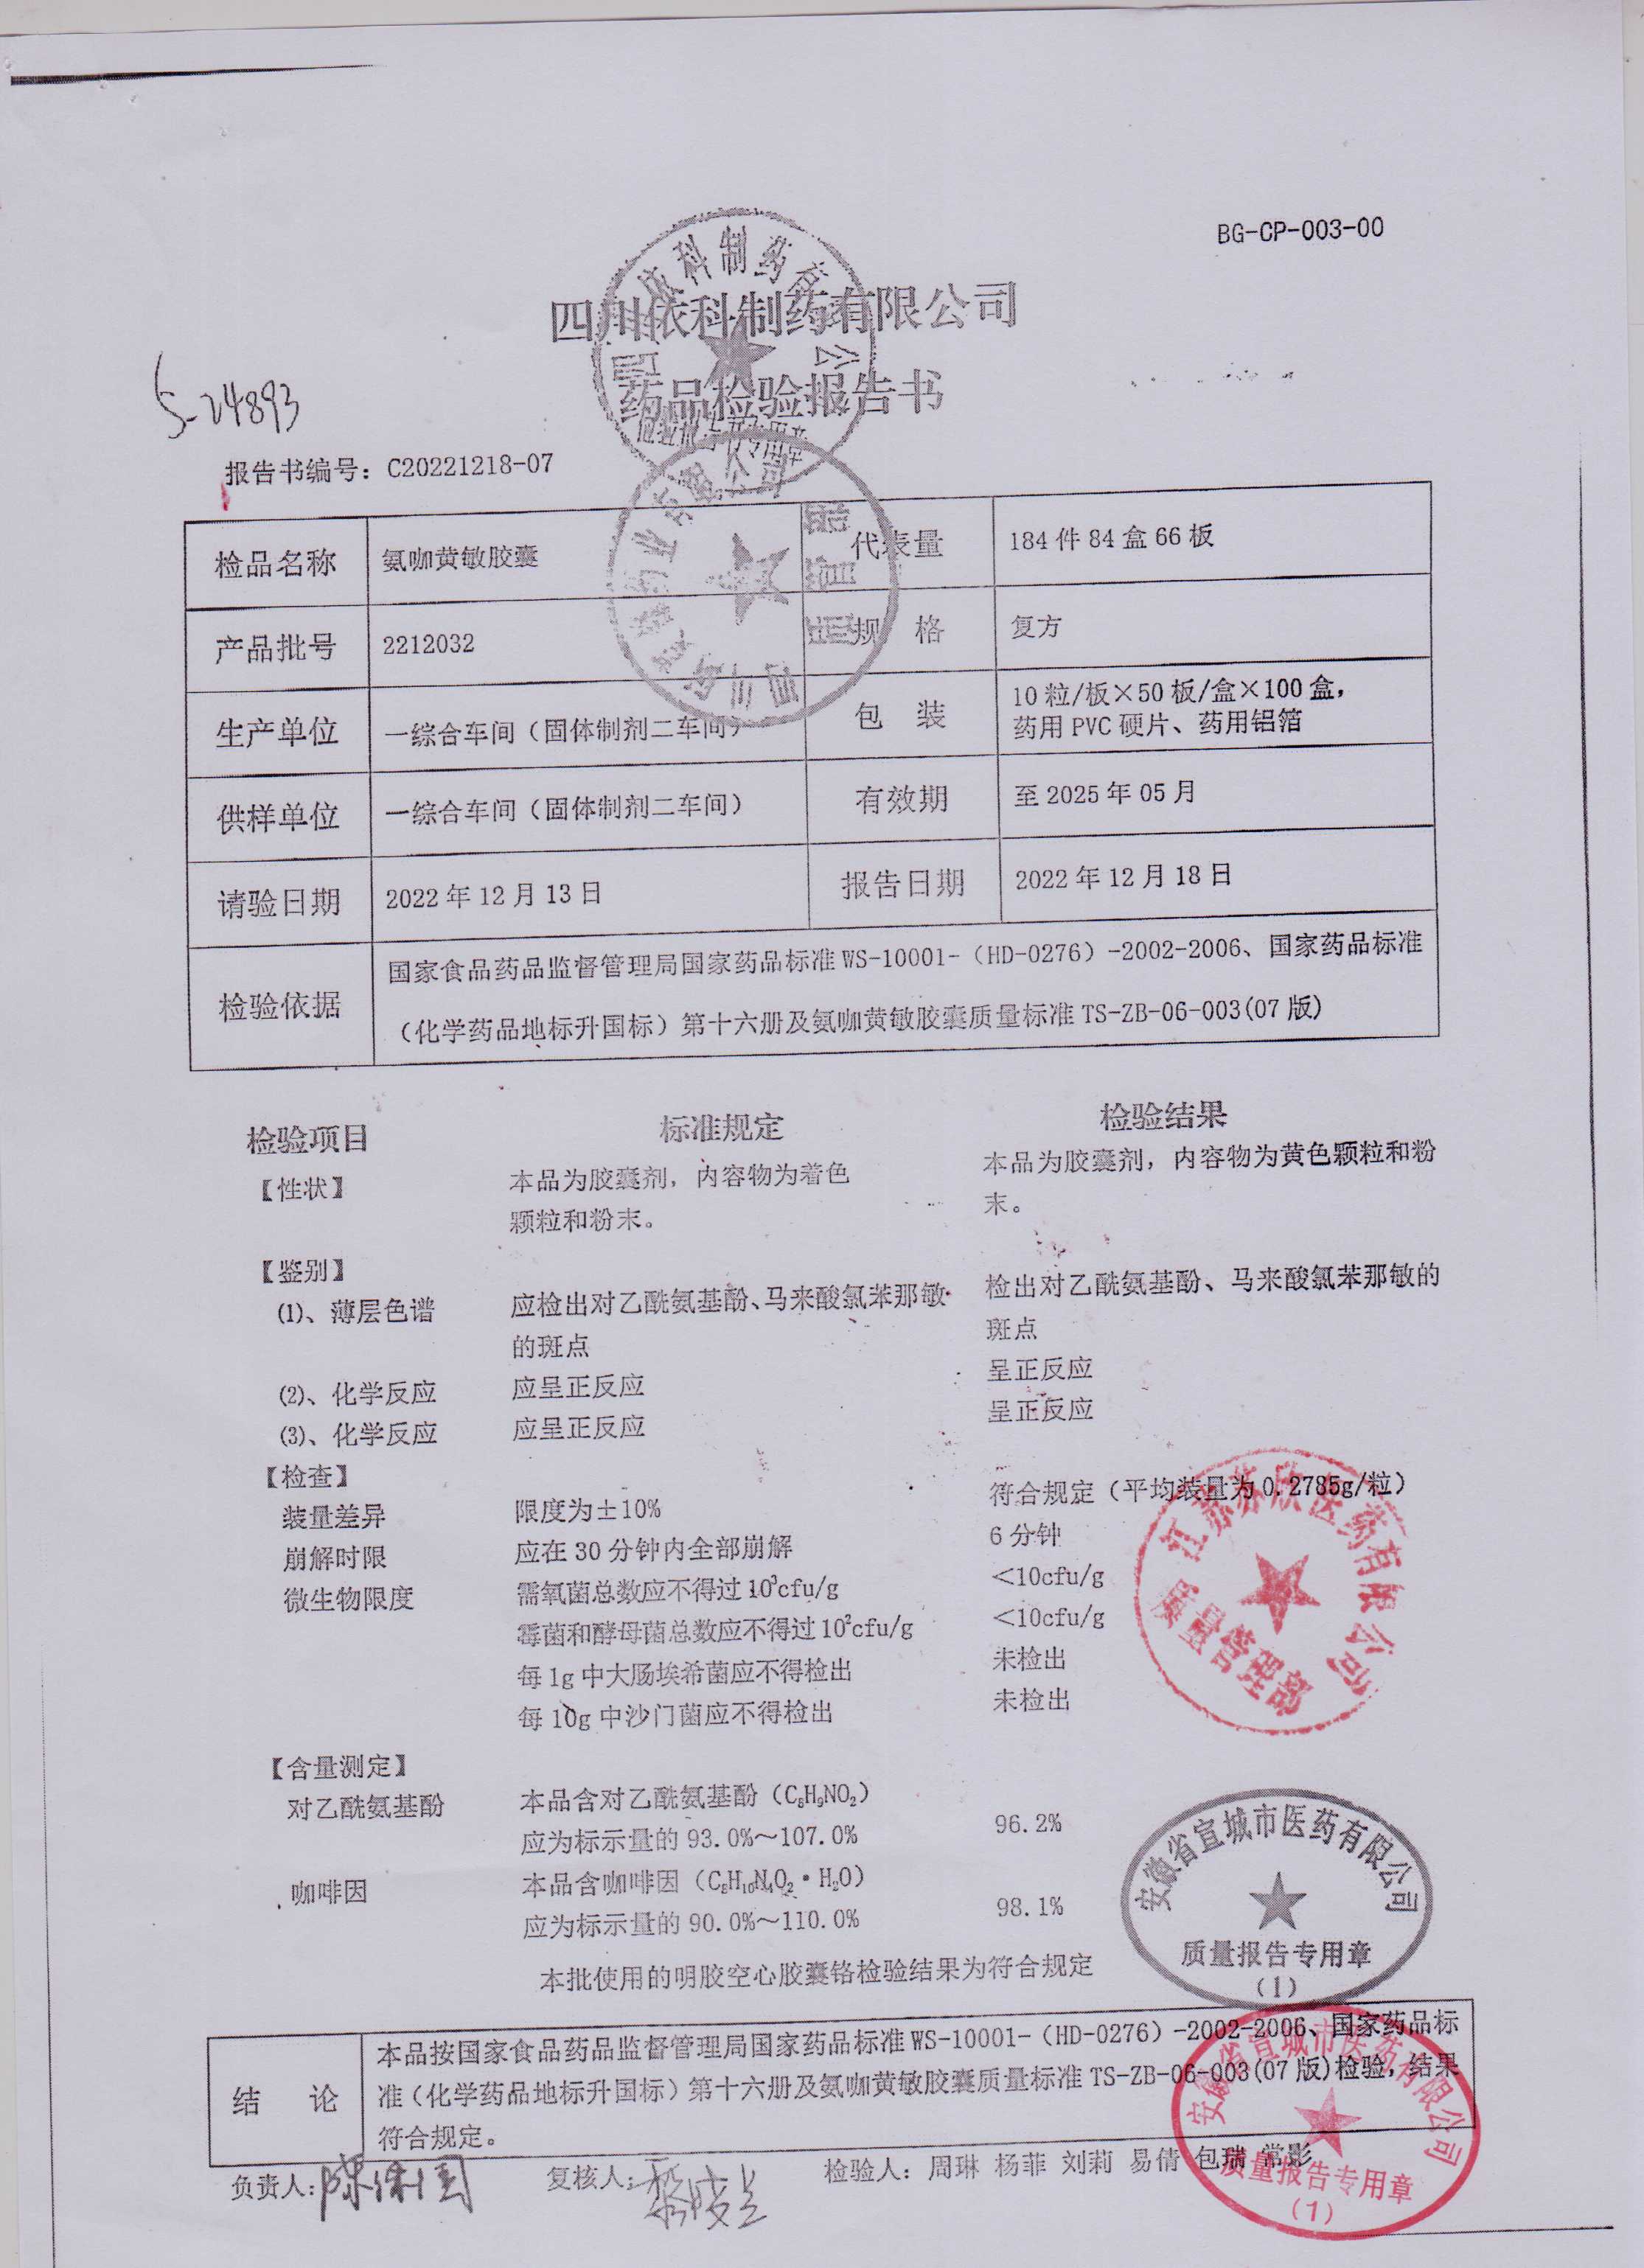 BG-CP-003-00
四川依科制药有限公司
药品检验报告书
5-24893
报告书编号：C20221218-07
检品名称 氨咖黄敏胶囊 代表量 184件84盒66板
产品批号 2212032 规 格 复方
生产单位 一综合车间（固体制剂二车间） 包 装 10粒/板×50板/盒×100盒，
药用PVC硬片、药用铝箔
供样单位 一综合车间（固体制剂二车间） 有效期 至2025年05月
请验日期 2022年12月13日 报告日期 2022年12月18日
检验依据 国家食品药品监督管理局国家药品标准WS-10001-（HD-0276）-2002-2006、国家药品标准
（化学药品地标升国标）第十六册及氨咖黄敏胶囊质量标准TS-ZB-06-003(07版)
检验项目 标准规定 检验结果
【性状】 本品为胶囊剂，内容物为着色 本品为胶囊剂，内容物为黄色颗粒和粉
颗粒和粉末。 末。
【鉴别】
(1)、薄层色谱 应检出对乙酰氨基酚、马来酸氯苯那敏 检出对乙酰氨基酚、马来酸氯苯那敏的
的斑点 斑点
(2)、化学反应 应呈正反应 呈正反应
(3)、化学反应 应呈正反应 呈正反应
【检查】
装量差异 限度为±10% 符合规定（平均装量为0.2785g/粒）
崩解时限 应在30分钟内全部崩解 6分钟
微生物限度 需氧菌总数应不得过10³cfu/g <10cfu/g
霉菌和酵母菌总数应不得过10²cfu/g <10cfu/g
每1g中大肠埃希菌应不得检出 未检出
每10g中沙门菌应不得检出 未检出
江苏苏欣医药有限公司
质量管理部
【含量测定】
对乙酰氨基酚 本品含对乙酰氨基酚（C₈H₉NO₂）
应为标示量的93.0%～107.0% 96.2%
咖啡因 本品含咖啡因（C₈H₁₀N₄O₂·H₂O）
应为标示量的90.0%～110.0% 98.1%
本批使用的明胶空心胶囊铬检验结果为符合规定
安徽省宣城市医药有限公司
质量报告专用章
(1)
结 论 本品按国家食品药品监督管理局国家药品标准WS-10001-（HD-0276）-2002-2006、国家药品标
准（化学药品地标升国标）第十六册及氨咖黄敏胶囊质量标准TS-ZB-06-003(07版)检验，结果
符合规定。
负责人： 复核人： 检验人：周琳 杨菲 刘莉 易倩 包瑞 常影
安徽省宣城市医药有限公司
质量报告专用章
(1)